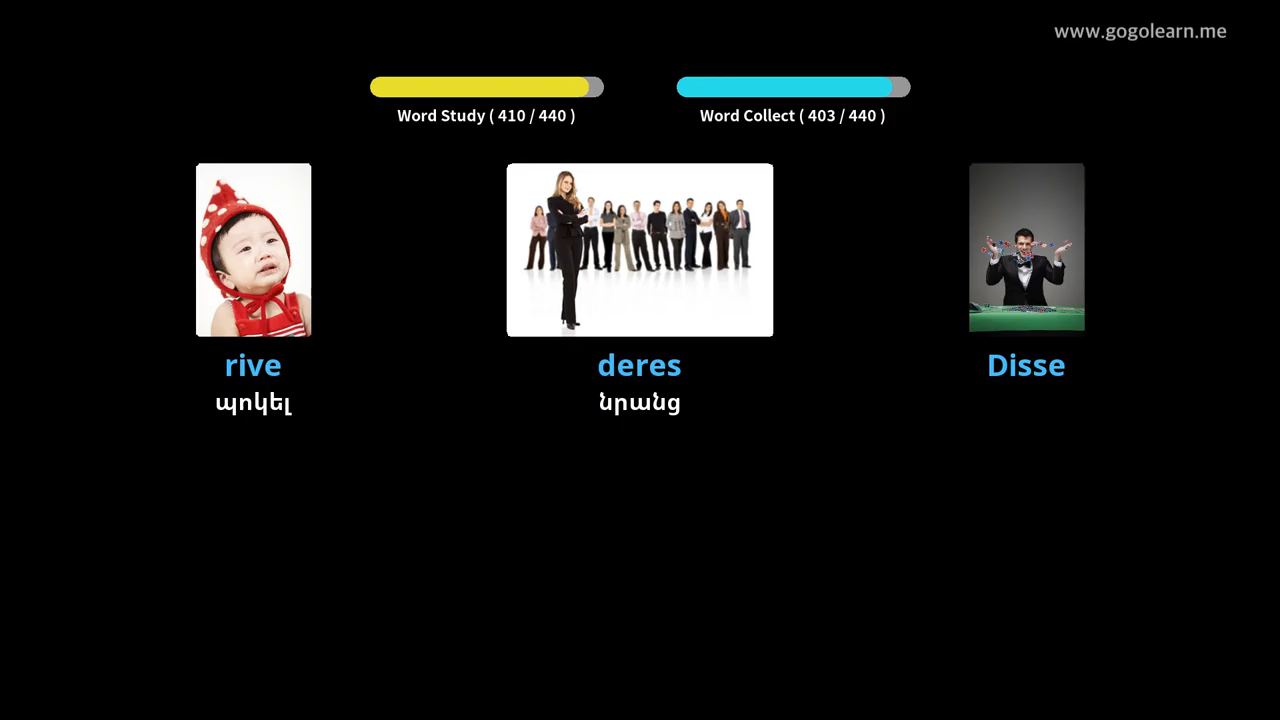 www.gogolearn.me
Word Study ( 410 / 440 )
Word Collect ( 403 / 440 )
rive
պոկել
deres
նրանց
Disse